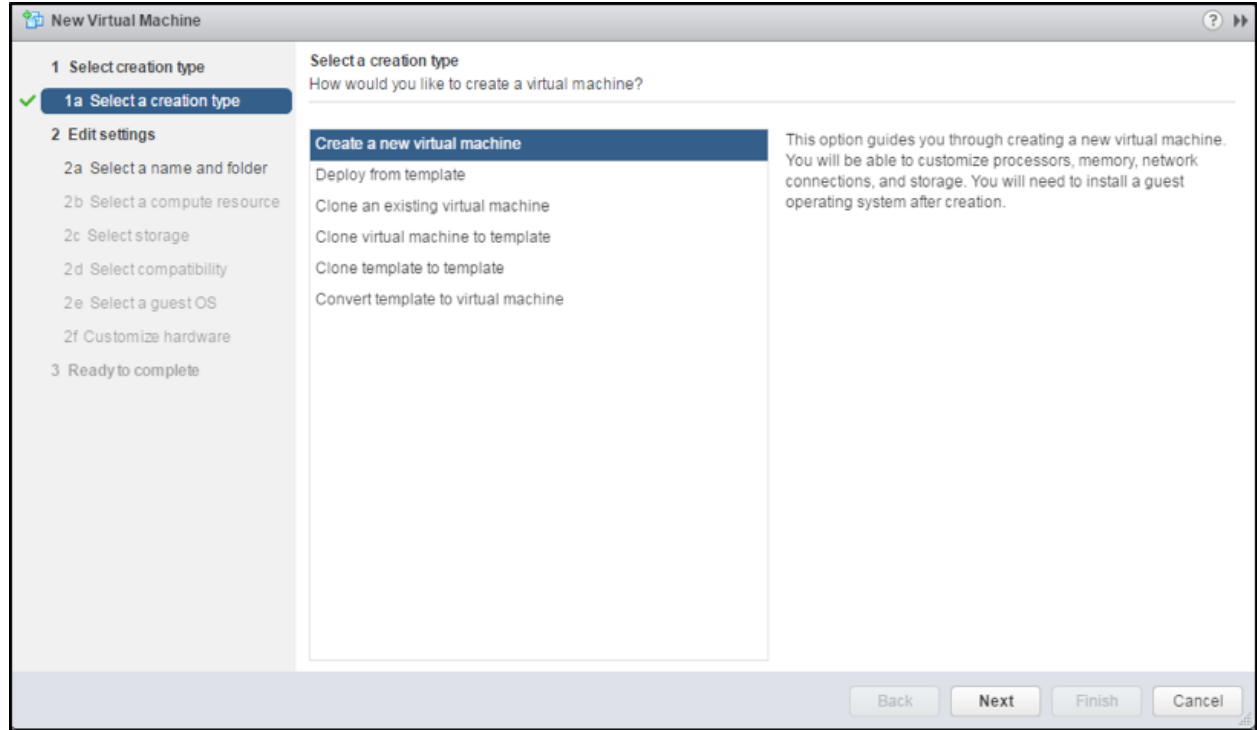 New Virtual Machine
?
1 Select creation type
1a Select a creation type
2 Edit settings
2a Select a name and folder
2b Select a compute resource
2c Select storage
2d Select compatibility
2e Select a guest OS
2f Customize hardware
3 Ready to complete
Select a creation type
How would you like to create a virtual machine?
Create a new virtual machine
Deploy from template
Clone an existing virtual machine
Clone virtual machine to template
Clone template to template
Convert template to virtual machine
This option guides you through creating a new virtual machine.
You will be able to customize processors, memory, network
connections, and storage. You will need to install a guest
operating system after creation.
Back Next Finish Cancel